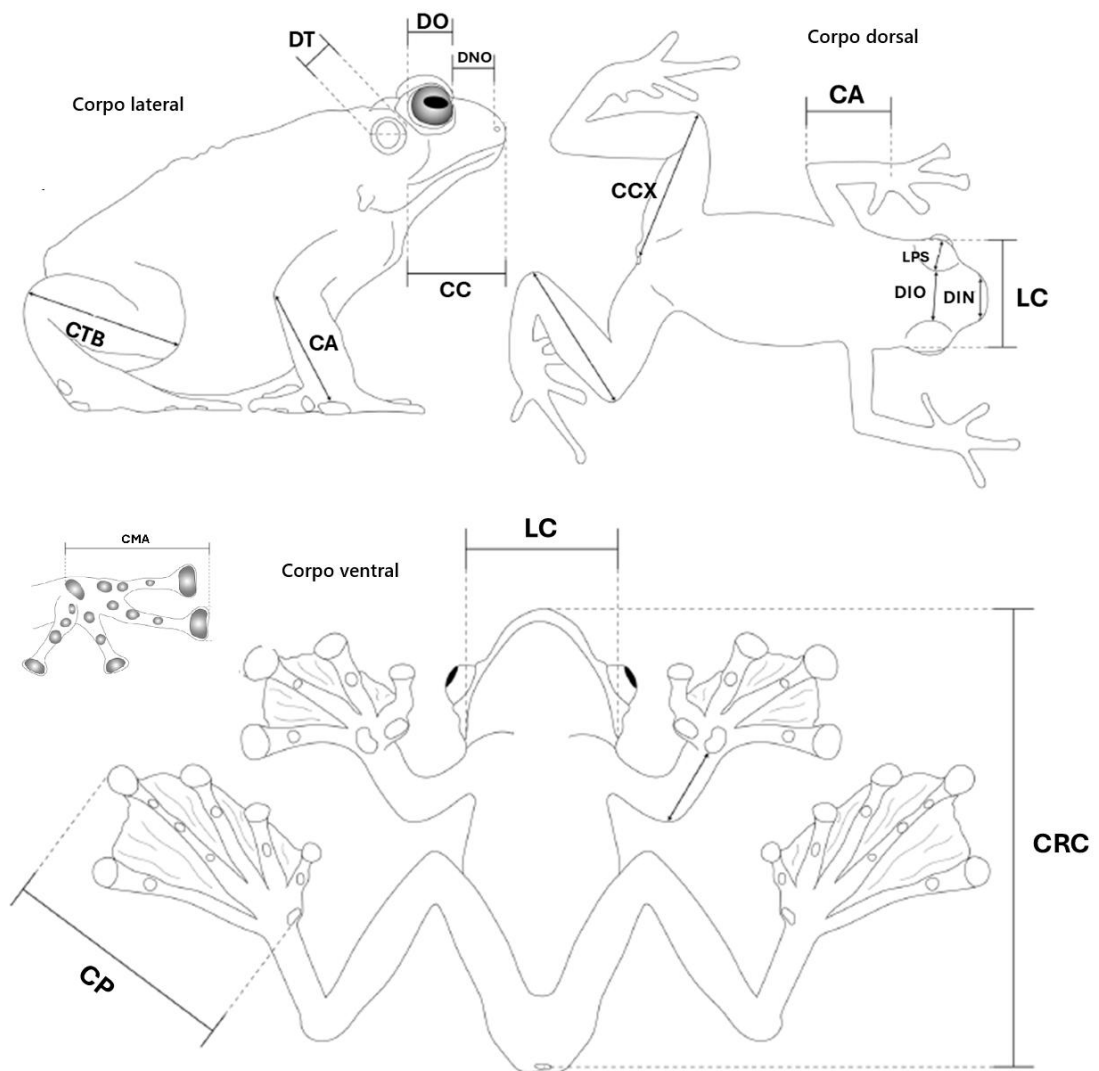 DO
DT
DNO
Corpo lateral
CC
CTB
CA
Corpo dorsal
CA
CCX
LPS
DIO
DIN
LC
CMA
Corpo ventral
LC
CRC
CP